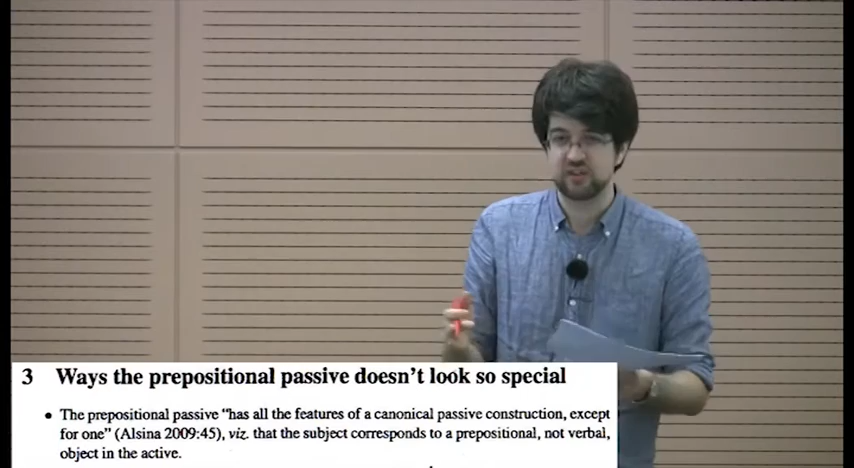 3 Ways the prepositional passive doesn't look so special
• The prepositional passive "has all the features of a canonical passive construction, except
for one" (Alsina 2009:45), viz. that the subject corresponds to a prepositional, not verbal,
object in the active.